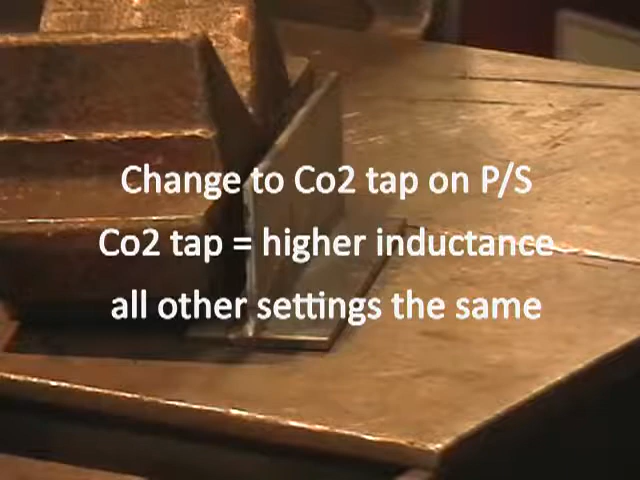 Change to Co2 tap on P/S
Co2 tap = higher inductance
all other settings the same